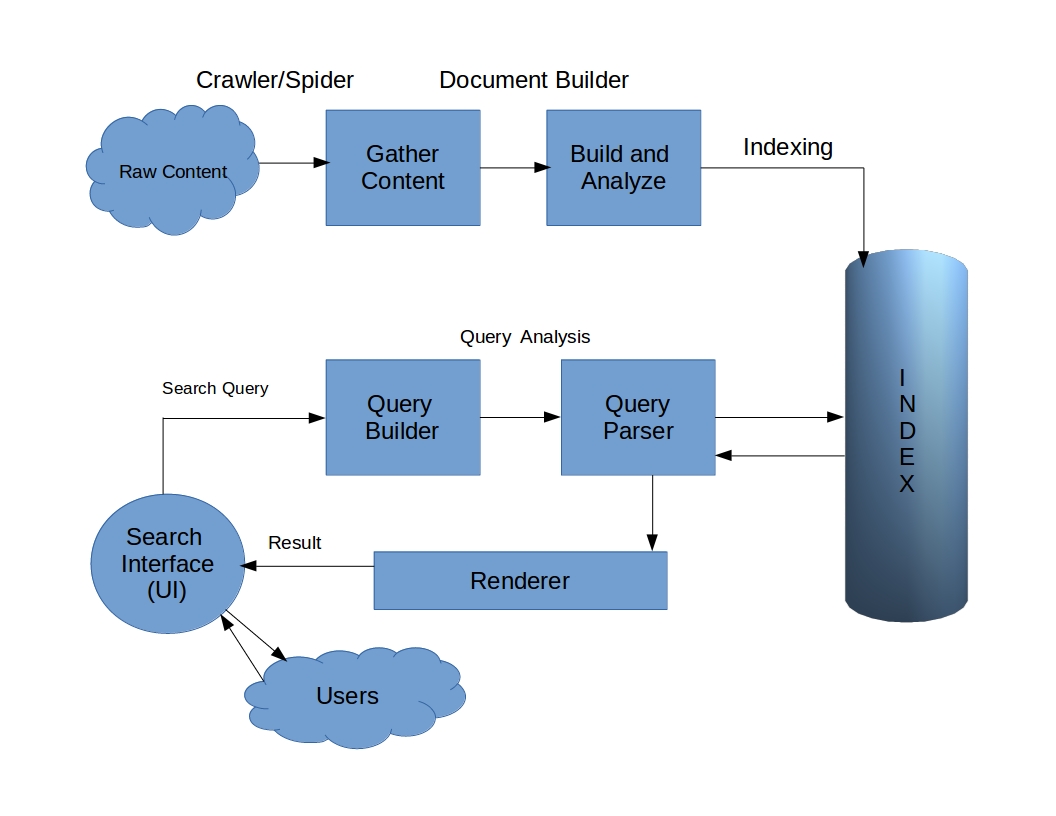 Crawler/Spider
Document Builder
Raw Content
Gather
Content
Build and
Analyze
Indexing
Query Analysis
Search Query
Query
Builder
Query
Parser
I
N
D
E
X
Search
Interface
(UI)
Result
Renderer
Users